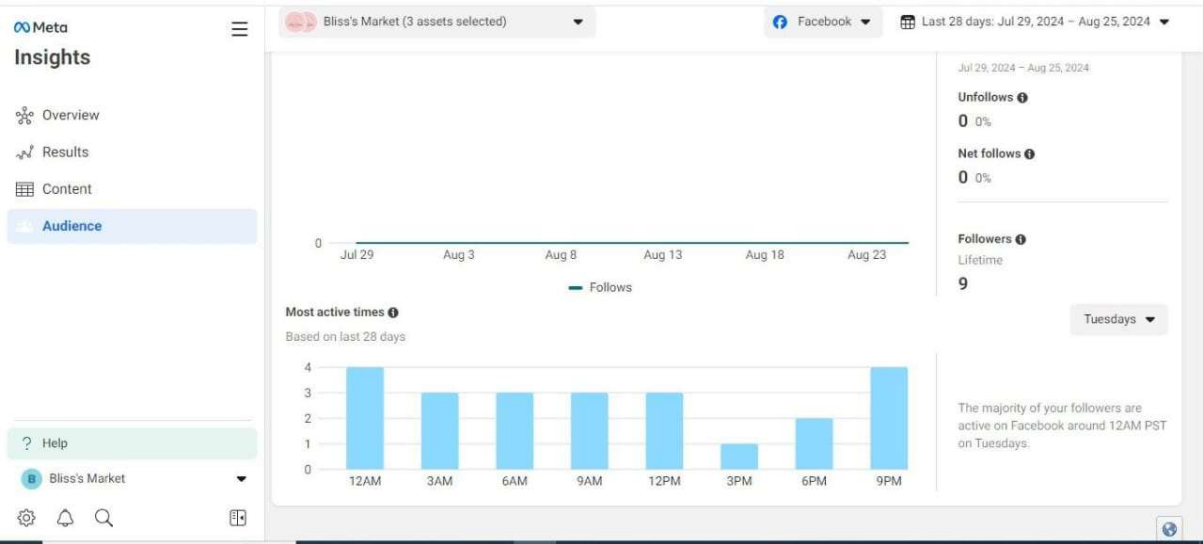 Meta
Insights
Overview
Results
Content
Audience
? Help
B Bliss's Market
Bliss's Market (3 assets selected)
Facebook
Last 28 days: Jul 29, 2024 – Aug 25, 2024
0
Jul 29 Aug 3 Aug 8 Aug 13 Aug 18 Aug 23
Follows
Jul 29, 2024 – Aug 25, 2024
Unfollows
0 0%
Net follows
0 0%
Followers
Lifetime
9
Most active times
Based on last 28 days
Tuesdays
4
3
2
1
0
12AM 3AM 6AM 9AM 12PM 3PM 6PM 9PM
The majority of your followers are
active on Facebook around 12AM PST
on Tuesdays.